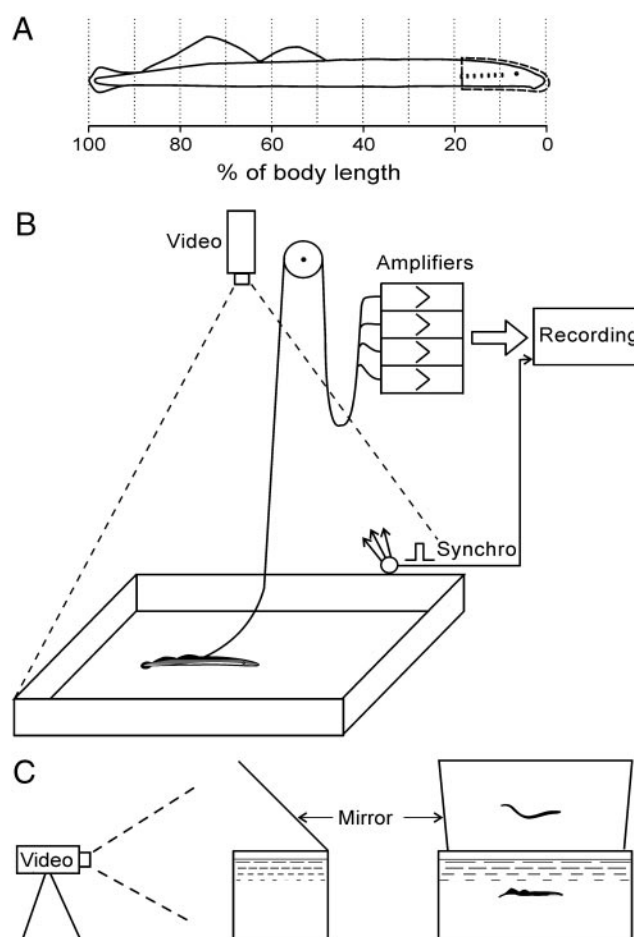 A
100 80 60 40 20 0
% of body length
B
Video
Amplifiers
Recording
Synchro
C
Video
Mirror